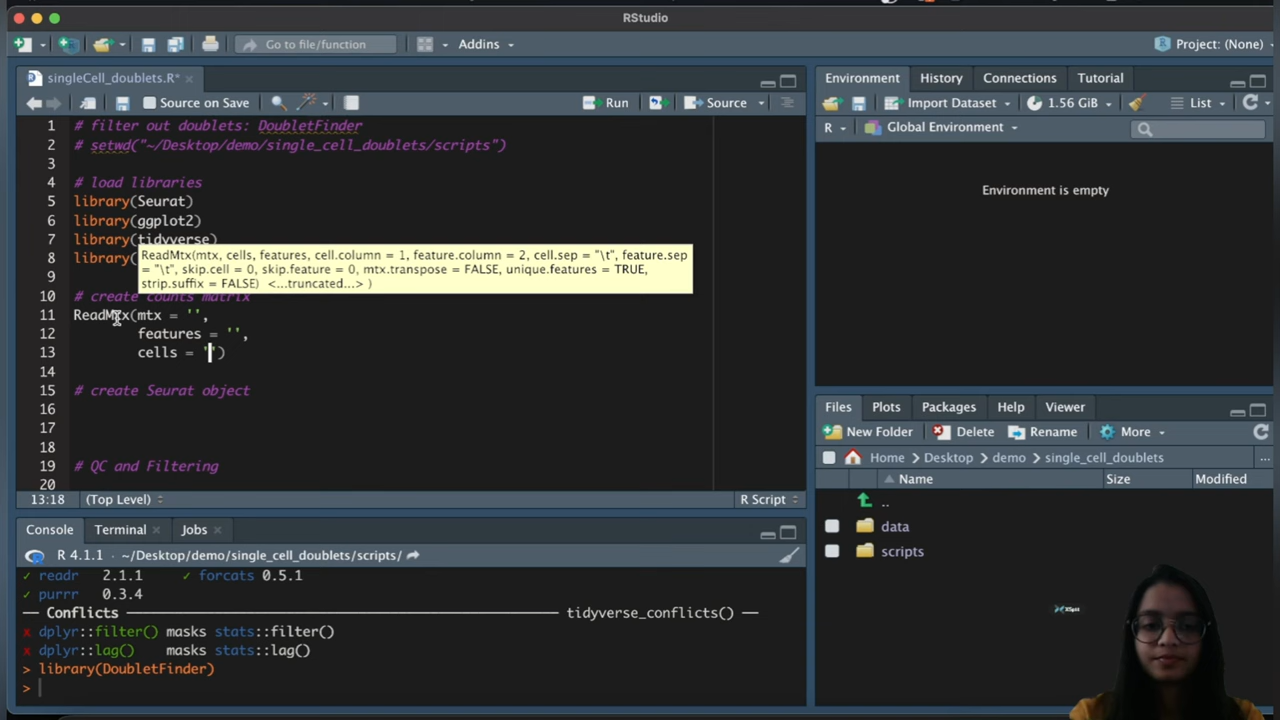 RStudio
Go to file/function
Addins
Project: (None)
singleCell_doublets.R*
Source on Save
Run
Source
1 # filter out doublets: DoubletFinder
2 # setwd("~/Desktop/demo/single_cell_doublets/scripts")
3
4 # load libraries
5 library(Seurat)
6 library(ggplot2)
7 library(tidyverse)
ReadMtx(mtx, cells, features, cell.column = 1, feature.column = 2, cell.sep = "\t", feature.sep
= "\t", skip.cell = 0, skip.feature = 0, mtx.transpose = FALSE, unique.features = TRUE,
strip.suffix = FALSE) <...truncated...> )
8 library(
9
10 # create counts matrix
11 ReadMtx(mtx = '',
12 features = '',
13 cells = '')
14
15 # create Seurat object
16
17
18
19 # QC and Filtering
20
13:18 (Top Level) R Script
Console Terminal Jobs
R 4.1.1 · ~/Desktop/demo/single_cell_doublets/scripts/
✓ readr 2.1.1 ✓ forcats 0.5.1
✓ purrr 0.3.4
── Conflicts ── tidyverse_conflicts() ──
x dplyr::filter() masks stats::filter()
x dplyr::lag() masks stats::lag()
> library(DoubletFinder)
>
Environment History Connections Tutorial
Import Dataset 1.56 GiB List
R Global Environment
Environment is empty
Files Plots Packages Help Viewer
New Folder Delete Rename More
Home > Desktop > demo > single_cell_doublets ...
Name Size Modified
..
data
scripts